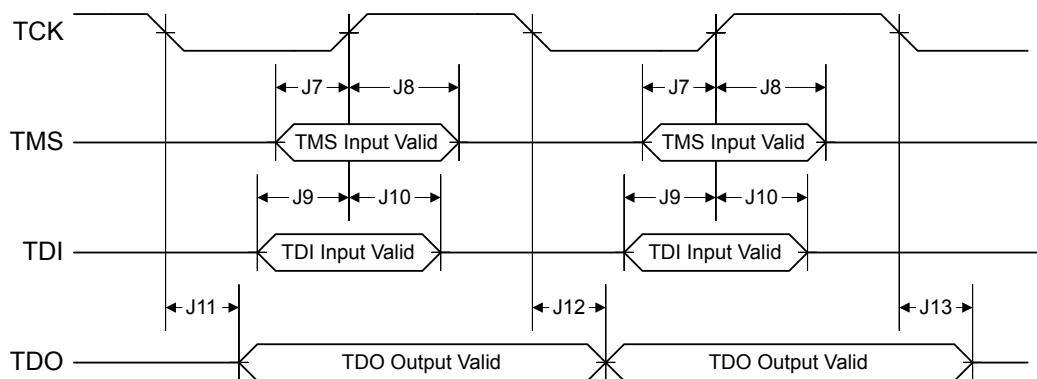 TCK
J7 J8 J7 J8
TMS TMS Input Valid TMS Input Valid
J9 J10 J9 J10
TDI TDI Input Valid TDI Input Valid
J11 J12 J13
TDO TDO Output Valid TDO Output Valid